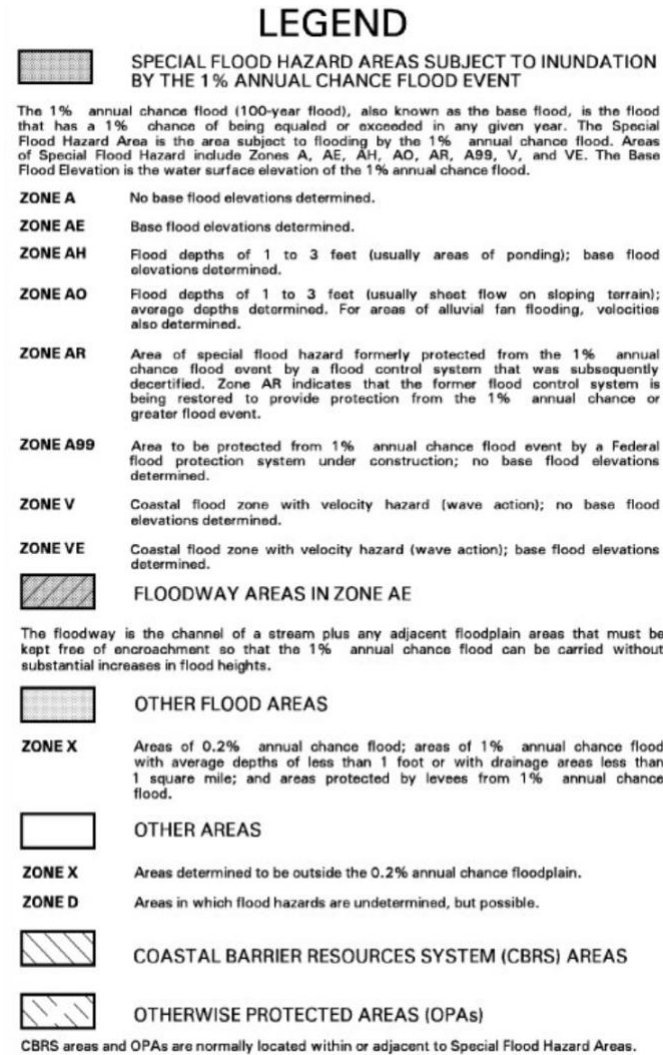 LEGEND
SPECIAL FLOOD HAZARD AREAS SUBJECT TO INUNDATION
BY THE 1% ANNUAL CHANCE FLOOD EVENT
The 1% annual chance flood (100-year flood), also known as the base flood, is the flood
that has a 1% chance of being equaled or exceeded in any given year. The Special
Flood Hazard Area is the area subject to flooding by the 1% annual chance flood. Areas
of Special Flood Hazard include Zones A, AE, AH, AO, AR, A99, V, and VE. The Base
Flood Elevation is the water surface elevation of the 1% annual chance flood.
ZONE A No base flood elevations determined.
ZONE AE Base flood elevations determined.
ZONE AH Flood depths of 1 to 3 feet (usually areas of ponding); base flood
elevations determined.
ZONE AO Flood depths of 1 to 3 feet (usually sheet flow on sloping terrain);
average depths determined. For areas of alluvial fan flooding, velocities
also determined.
ZONE AR Area of special flood hazard formerly protected from the 1% annual
chance flood event by a flood control system that was subsequently
decertified. Zone AR indicates that the former flood control system is
being restored to provide protection from the 1% annual chance or
greater flood event.
ZONE A99 Area to be protected from 1% annual chance flood event by a Federal
flood protection system under construction; no base flood elevations
determined.
ZONE V Coastal flood zone with velocity hazard (wave action); no base flood
elevations determined.
ZONE VE Coastal flood zone with velocity hazard (wave action); base flood elevations
determined.
FLOODWAY AREAS IN ZONE AE
The floodway is the channel of a stream plus any adjacent floodplain areas that must be
kept free of encroachment so that the 1% annual chance flood can be carried without
substantial increases in flood heights.
OTHER FLOOD AREAS
ZONE X Areas of 0.2% annual chance flood; areas of 1% annual chance flood
with average depths of less than 1 foot or with drainage areas less than
1 square mile; and areas protected by levees from 1% annual chance
flood.
OTHER AREAS
ZONE X Areas determined to be outside the 0.2% annual chance floodplain.
ZONE D Areas in which flood hazards are undetermined, but possible.
COASTAL BARRIER RESOURCES SYSTEM (CBRS) AREAS
OTHERWISE PROTECTED AREAS (OPAs)
CBRS areas and OPAs are normally located within or adjacent to Special Flood Hazard Areas.